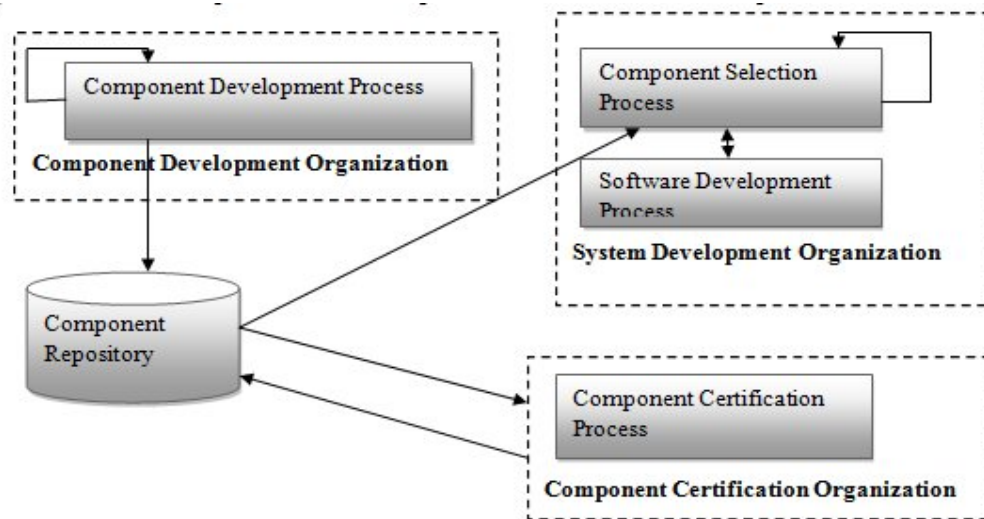 Component Development Process
Component Development Organization
Component Selection
Process
Software Development
Process
System Development Organization
Component
Repository
Component Certification
Process
Component Certification Organization